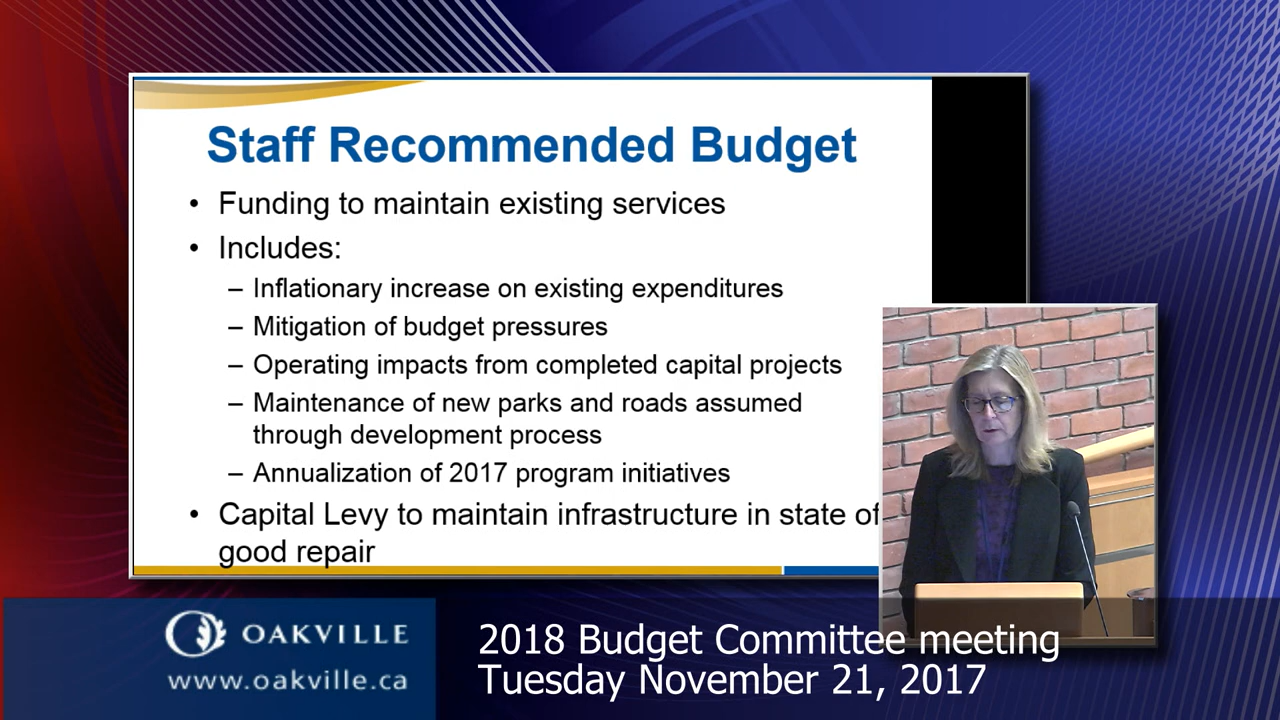 Staff Recommended Budget
• Funding to maintain existing services
• Includes:
– Inflationary increase on existing expenditures
– Mitigation of budget pressures
– Operating impacts from completed capital projects
– Maintenance of new parks and roads assumed
through development process
– Annualization of 2017 program initiatives
• Capital Levy to maintain infrastructure in state of
good repair
OAKVILLE
www.oakville.ca
2018 Budget Committee meeting
Tuesday November 21, 2017